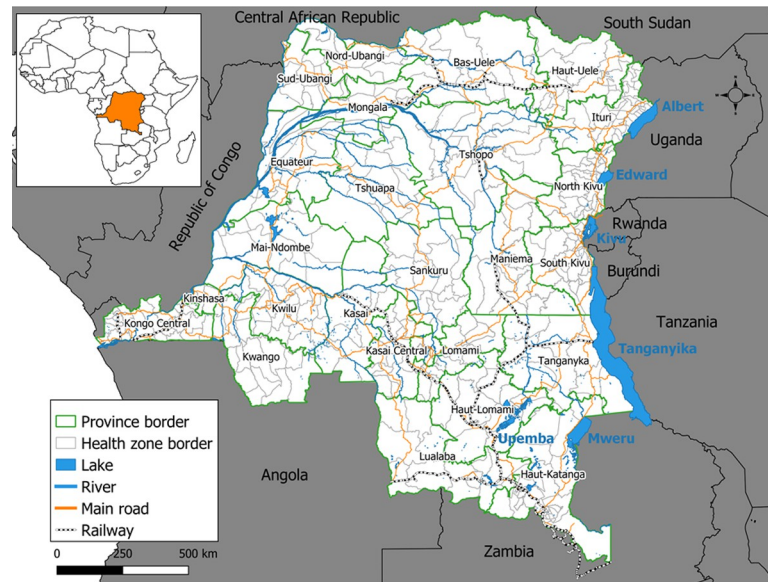 Central African Republic
South Sudan
Nord-Ubangi
Bas-Uele
Sud-Ubangi
Haut-Uele
Mongala
Albert
Ituri
Uganda
Republic of Congo
Equateur
Tshopo
Edward
Tshuapa
North Kivu
Rwanda
Kivu
Mai-Ndombe
Maniema
Sankuru
South Kivu
Burundi
Kinshasa
Kwilu
Kasai
Kongo Central
Tanzania
Kasai Central
Lomami
Tanganyika
Kwango
Tanganyika
Haut-Lomami
Upemba
Mweru
Lualaba
Angola
Haut-Katanga
Zambia
Province border
Health zone border
Lake
River
Main road
Railway
0 250 500 km